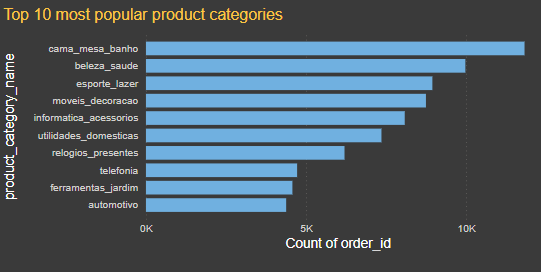 Top 10 most popular product categories
product_category_name
cama_mesa_banho
beleza_saude
esporte_lazer
moveis_decoracao
informatica_acessorios
utilidades_domesticas
relogios_presentes
telefonia
ferramentas_jardim
automotivo
0K 5K 10K
Count of order_id